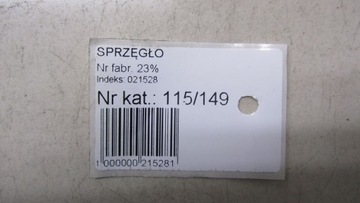 SPRZĘGŁO
Nr fabr. 23%
Indeks: 021528
Nr kat.: 115/149
1 000000 215281